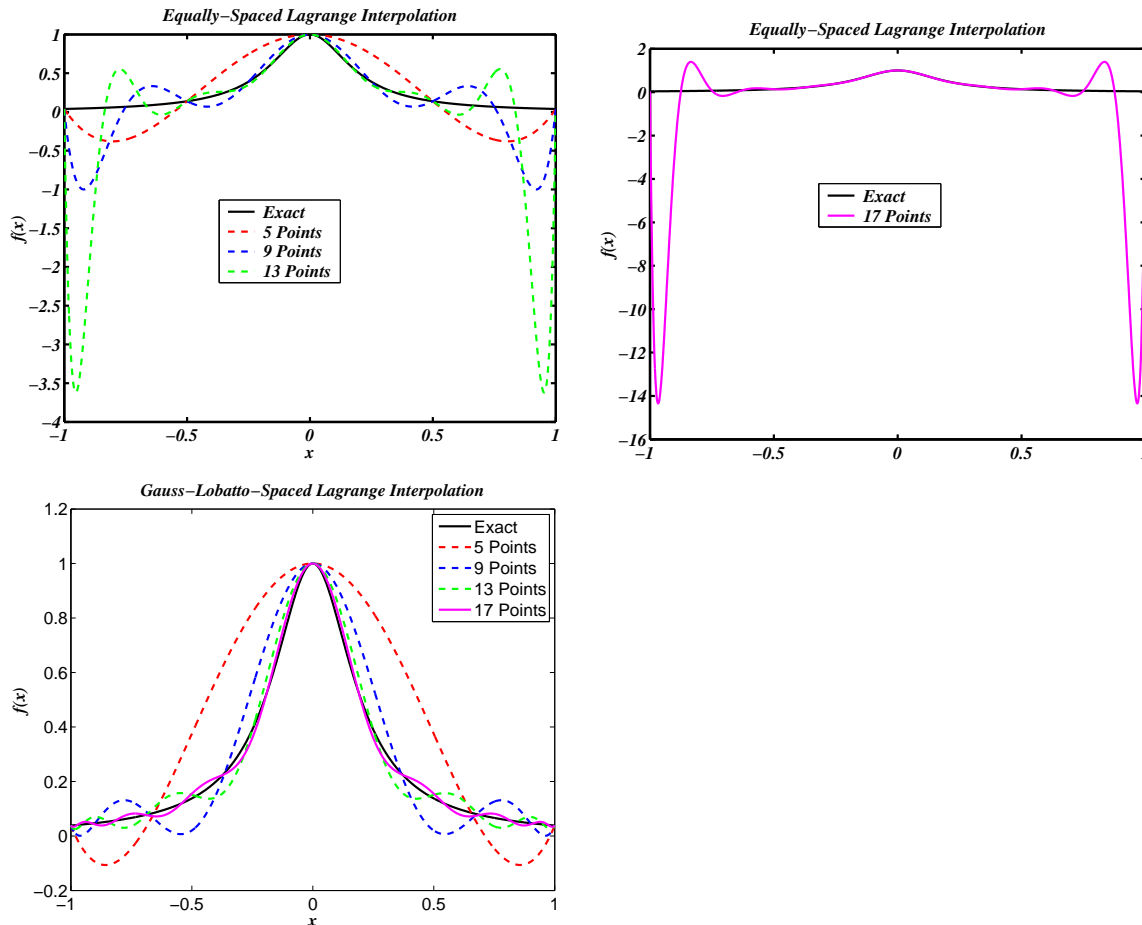 Equally-Spaced Lagrange Interpolation
1
0.5
0
-0.5
-1
-1.5
-2
-2.5
-3
-3.5
-4
f(x)
Exact
5 Points
9 Points
13 Points
-1
-0.5
0
0.5
1
x
Equally-Spaced Lagrange Interpolation
2
0
-2
-4
-6
-8
-10
-12
-14
-16
f(x)
Exact
17 Points
-1
-0.5
0
0.5
1
Gauss-Lobatto-Spaced Lagrange Interpolation
1.2
1
0.8
0.6
0.4
0.2
0
-0.2
f(x)
Exact
5 Points
9 Points
13 Points
17 Points
-1
-0.5
0
0.5
1
x